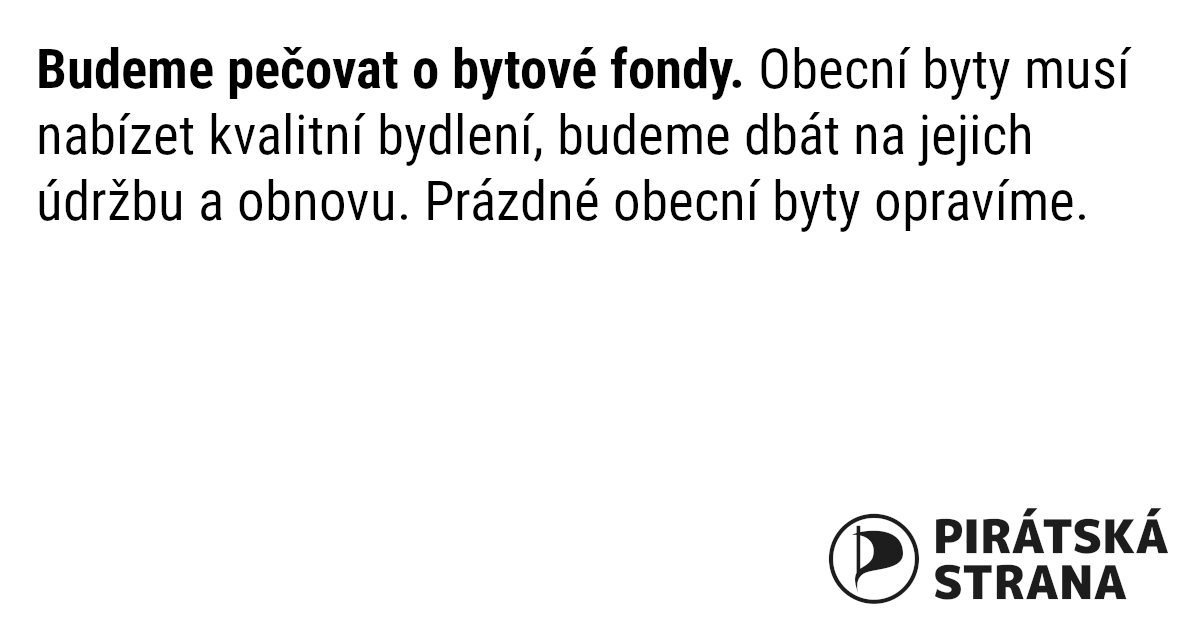 Budeme pečovat o bytové fondy. Obecní byty musí
nabízet kvalitní bydlení, budeme dbát na jejich
údržbu a obnovu. Prázdné obecní byty opravíme.
PIRÁTSKÁ
STRANA